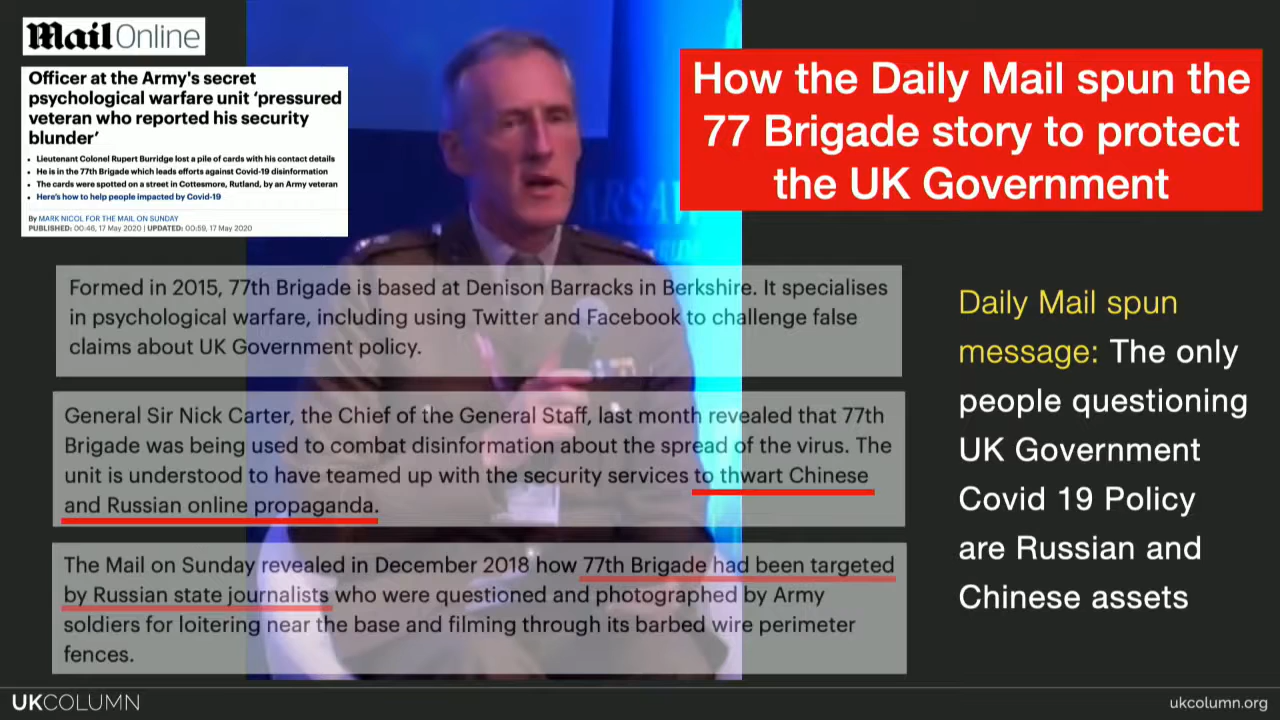 Mail Online
Officer at the Army's secret
psychological warfare unit ‘pressured
veteran who reported his security
blunder’
• Lieutenant Colonel Rupert Burridge lost a pile of cards with his contact details
• He is in the 77th Brigade which leads efforts against Covid-19 disinformation
• The cards were spotted on a street in Cottesmore, Rutland, by an Army veteran
• Here's how to help people impacted by Covid-19
By MARK NICOL FOR THE MAIL ON SUNDAY
PUBLISHED: 00:46, 17 May 2020 | UPDATED: 00:59, 17 May 2020
How the Daily Mail spun the
77 Brigade story to protect
the UK Government
Formed in 2015, 77th Brigade is based at Denison Barracks in Berkshire. It specialises
in psychological warfare, including using Twitter and Facebook to challenge false
claims about UK Government policy.
General Sir Nick Carter, the Chief of the General Staff, last month revealed that 77th
Brigade was being used to combat disinformation about the spread of the virus. The
unit is understood to have teamed up with the security services to thwart Chinese
and Russian online propaganda.
The Mail on Sunday revealed in December 2018 how 77th Brigade had been targeted
by Russian state journalists who were questioned and photographed by Army
soldiers for loitering near the base and filming through its barbed wire perimeter
fences.
Daily Mail spun
message: The only
people questioning
UK Government
Covid 19 Policy
are Russian and
Chinese assets
UKCOLUMN
ukcolumn.org